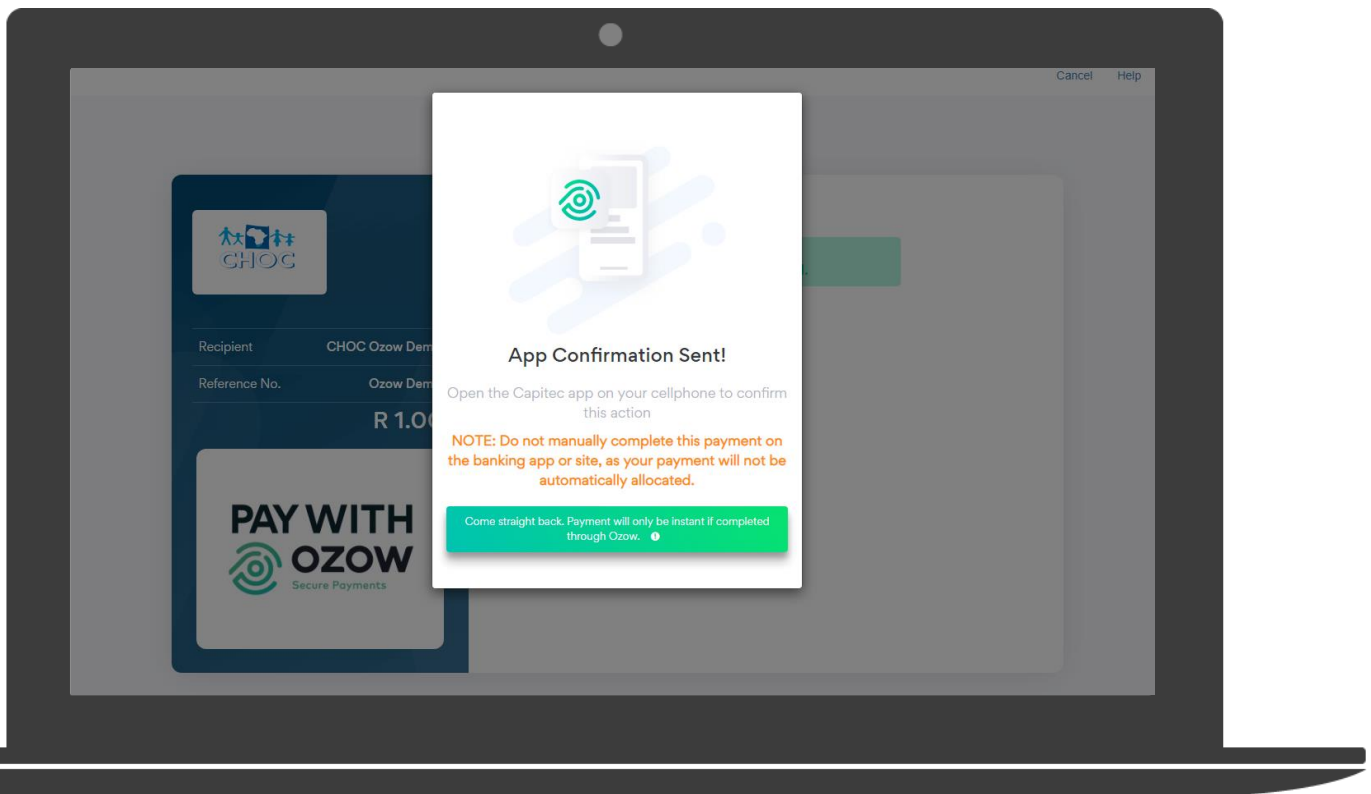 Cancel Help
CHOC
Recipient CHOC Ozow Dem
Reference No. Ozow Dem
R 1.00
PAY WITH
OZOW
Secure Payments
App Confirmation Sent!
Open the Capitec app on your cellphone to confirm
this action
NOTE: Do not manually complete this payment on
the banking app or site, as your payment will not be
automatically allocated.
Come straight back. Payment will only be instant if completed
through Ozow.